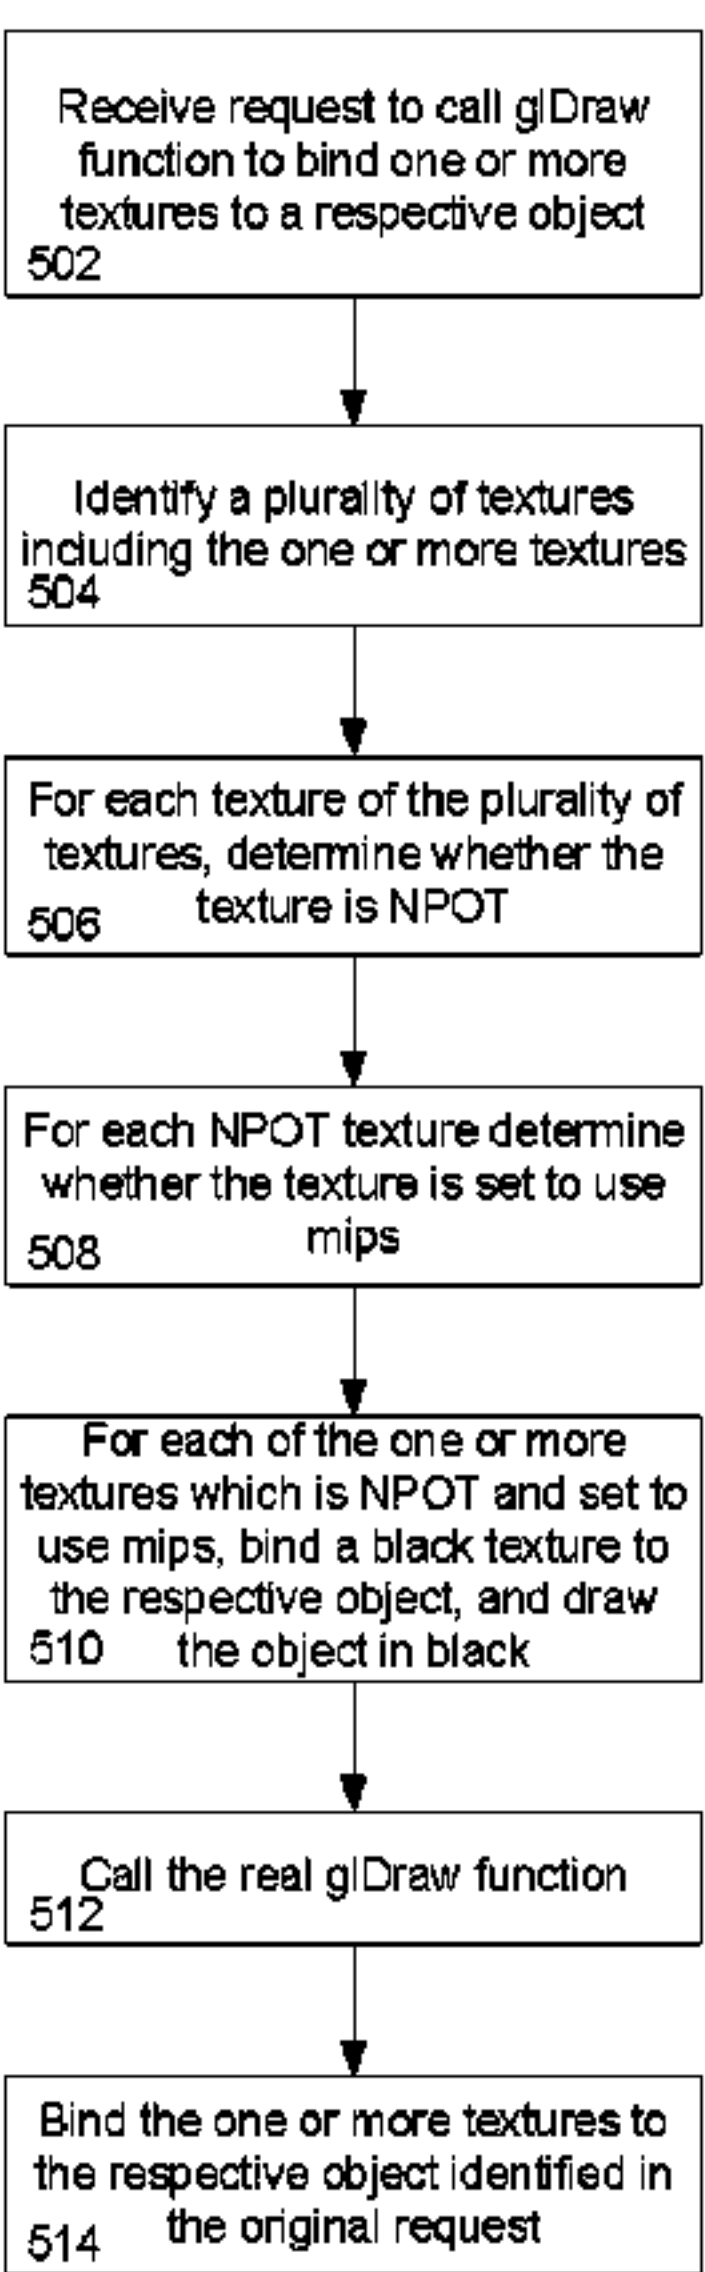 Receive request to call glDraw
function to bind one or more
textures to a respective object
502
Identify a plurality of textures
including the one or more textures
504
For each texture of the plurality of
textures, determine whether the
texture is NPOT
506
For each NPOT texture determine
whether the texture is set to use
mips
508
For each of the one or more
textures which is NPOT and set to
use mips, bind a black texture to
the respective object, and draw
the object in black
510
Call the real glDraw function
512
Bind the one or more textures to
the respective object identified in
the original request
514